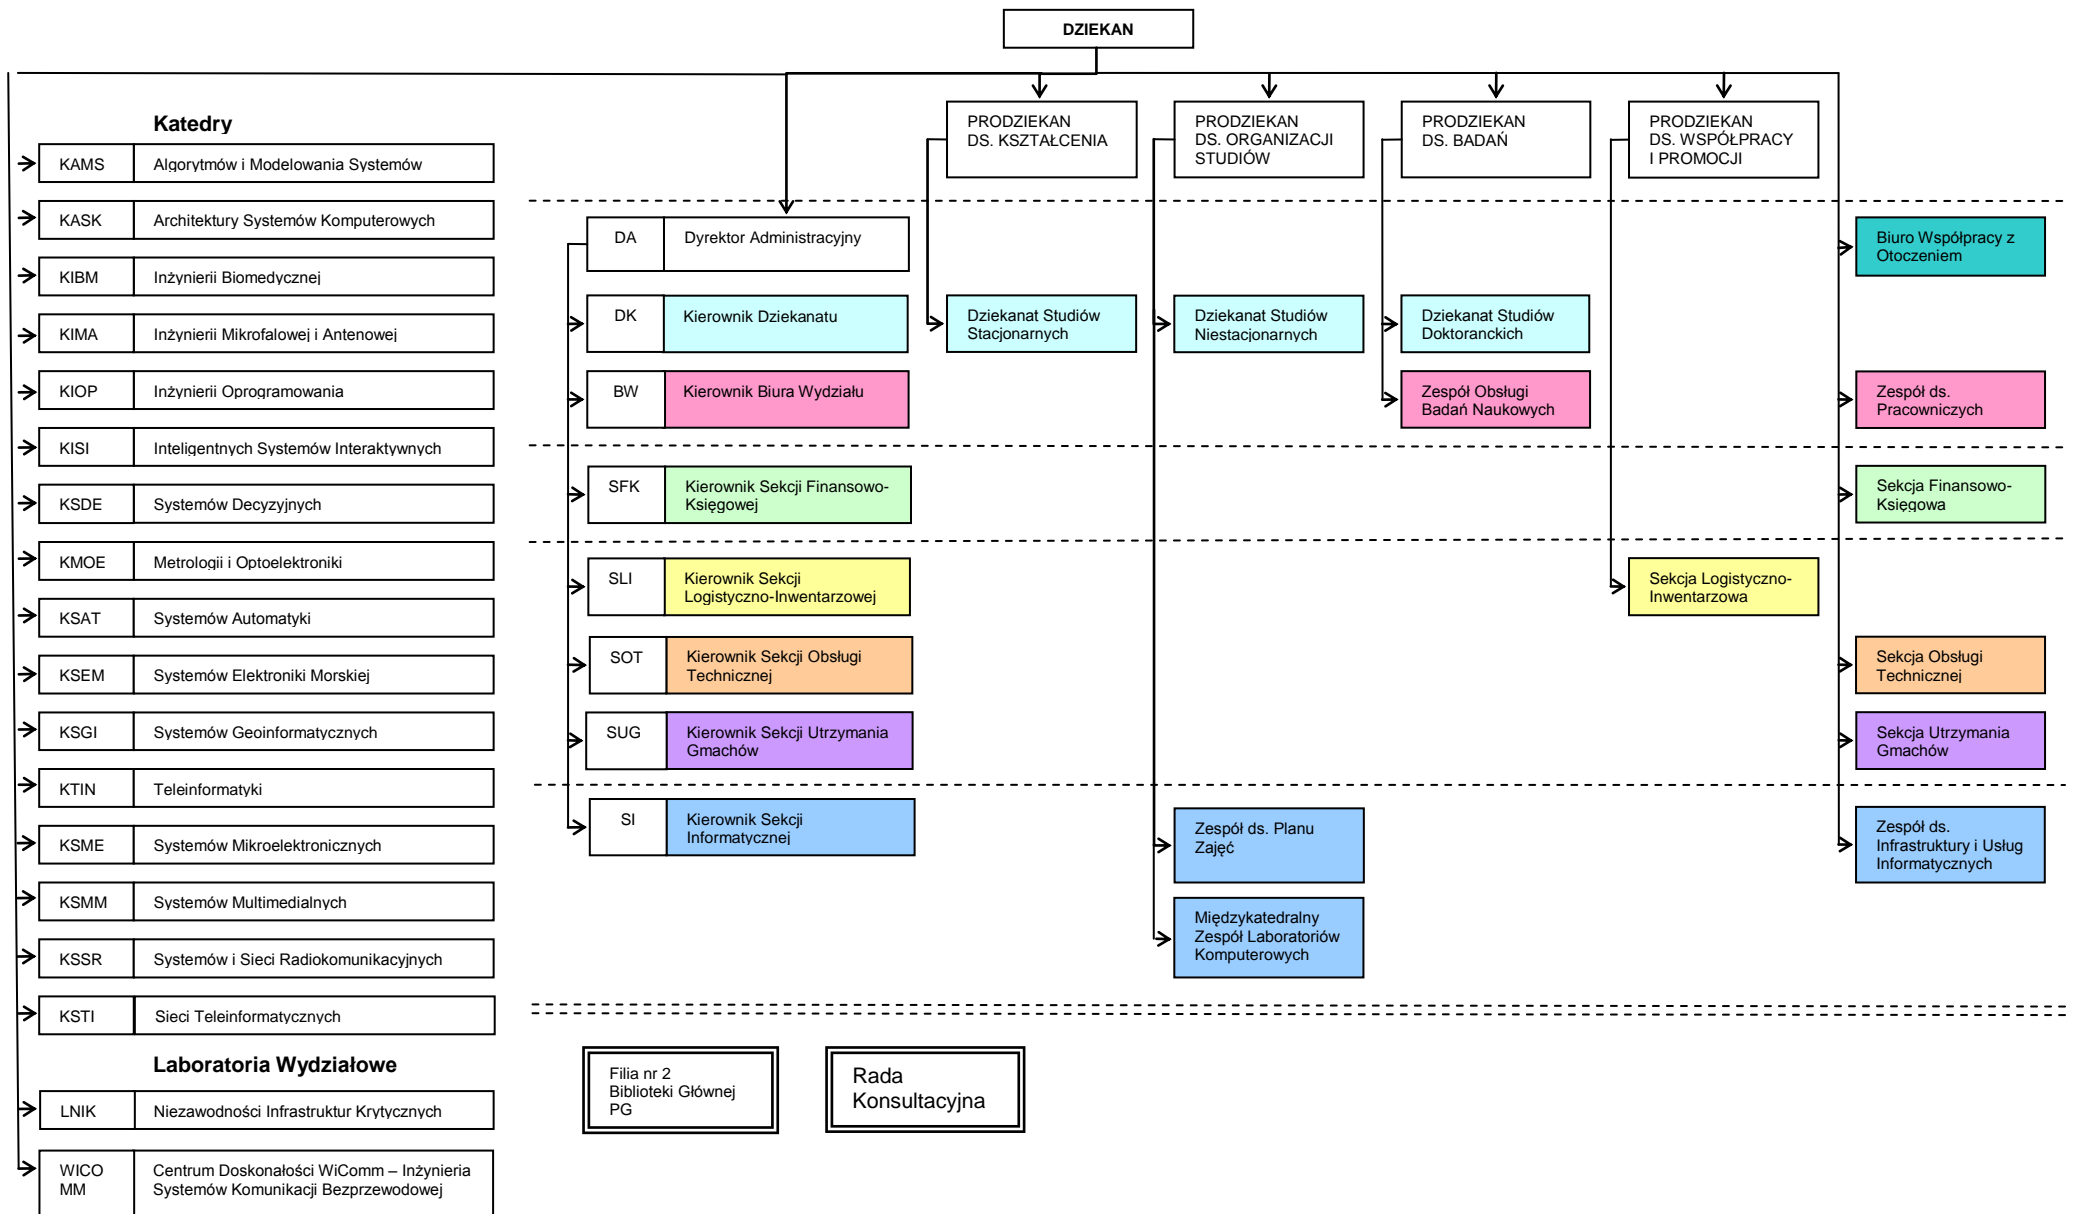 DZIEKAN
PRODZIEKAN
DS. KSZTAŁCENIA
PRODZIEKAN
DS. ORGANIZACJI
STUDIÓW
PRODZIEKAN
DS. BADAŃ
PRODZIEKAN
DS. WSPÓŁPRACY
I PROMOCJI
Katedry
KAMS Algorytmów i Modelowania Systemów
KASK Architektury Systemów Komputerowych
KIBM Inżynierii Biomedycznej
KIMA Inżynierii Mikrofalowej i Antenowej
KIOP Inżynierii Oprogramowania
KISI Inteligentnych Systemów Interaktywnych
KSDE Systemów Decyzyjnych
KMOE Metrologii i Optoelektroniki
KSAT Systemów Automatyki
KSEM Systemów Elektroniki Morskiej
KSGI Systemów Geoinformatycznych
KTIN Teleinformatyki
KSME Systemów Mikroelektronicznych
KSMM Systemów Multimedialnych
KSSR Systemów i Sieci Radiokomunikacyjnych
KSTI Sieci Teleinformatycznych
Laboratoria Wydziałowe
LNIK Niezawodności Infrastruktur Krytycznych
WICO
MM
Centrum Doskonałości WiComm – Inżynieria
Systemów Komunikacji Bezprzewodowej
DA Dyrektor Administracyjny
DK Kierownik Dziekanatu
BW Kierownik Biura Wydziału
SFK Kierownik Sekcji Finansowo-
Księgowej
SLI Kierownik Sekcji
Logistyczno-Inwentarzowej
SOT Kierownik Sekcji Obsługi
Technicznej
SUG Kierownik Sekcji Utrzymania
Gmachów
SI Kierownik Sekcji
Informatycznej
Dziekanat Studiów
Stacjonarnych
Dziekanat Studiów
Niestacjonarnych
Zespół ds. Planu
Zajęć
Międzykatedralny
Zespół Laboratoriów
Komputerowych
Dziekanat Studiów
Doktoranckich
Zespół Obsługi
Badań Naukowych
Sekcja Logistyczno-
Inwentarzowa
Biuro Współpracy z
Otoczeniem
Zespół ds.
Pracowniczych
Sekcja Finansowo-
Księgowa
Sekcja Obsługi
Technicznej
Sekcja Utrzymania
Gmachów
Zespół ds.
Infrastruktury i Usług
Informatycznych
Filia nr 2
Biblioteki Głównej
PG
Rada
Konsultacyjna